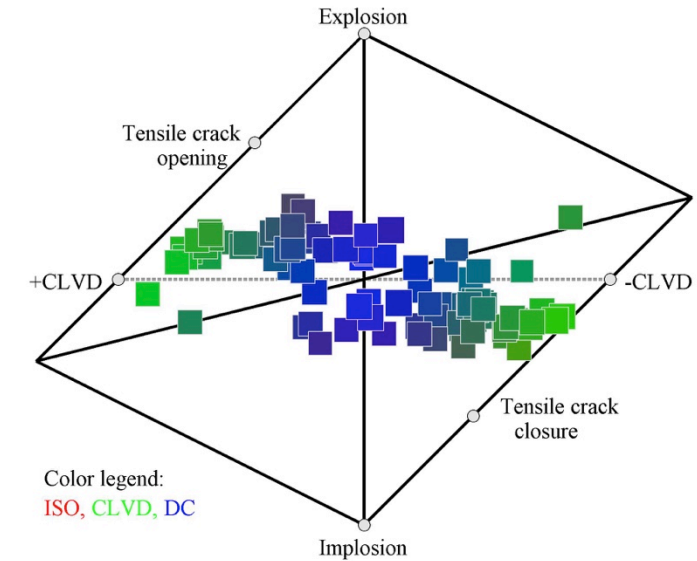 Explosion
Tensile crack
opening
+CLVD
-CLVD
Tensile crack
closure
Color legend:
ISO, CLVD, DC
Implosion